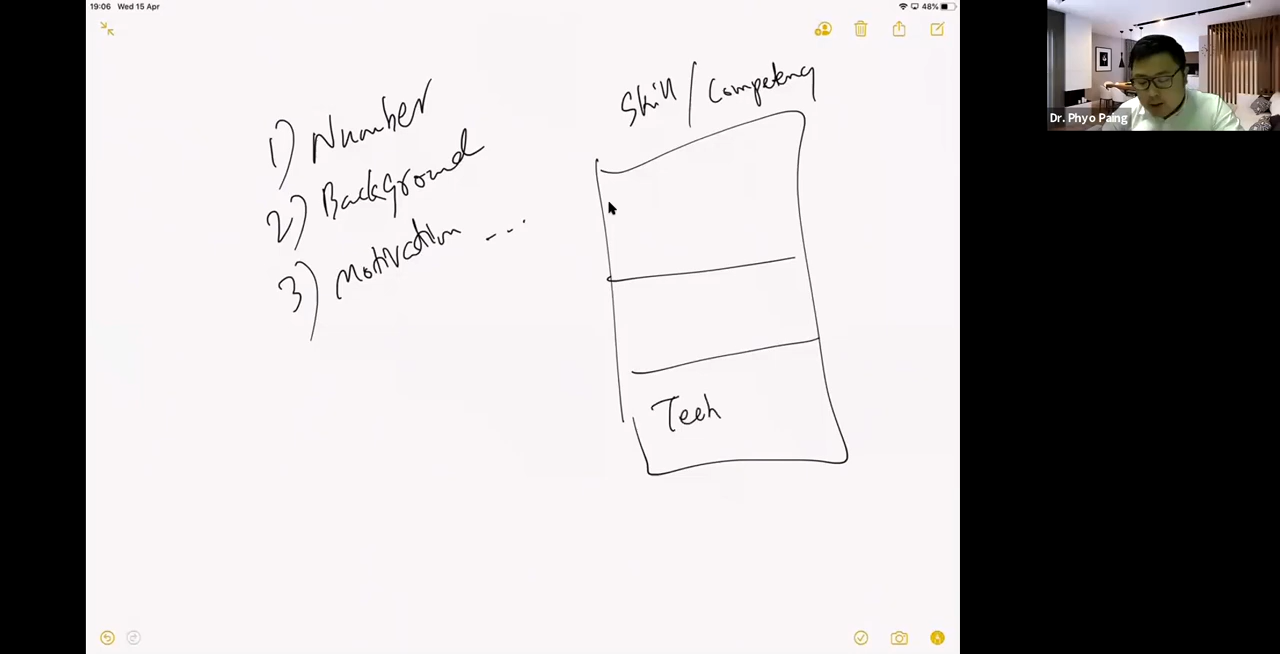 19:06 Wed 15 Apr
48%
1) Number
2) Background
3) Motivation ...
Skill / Competency
Tech
Dr. Phyo Paing